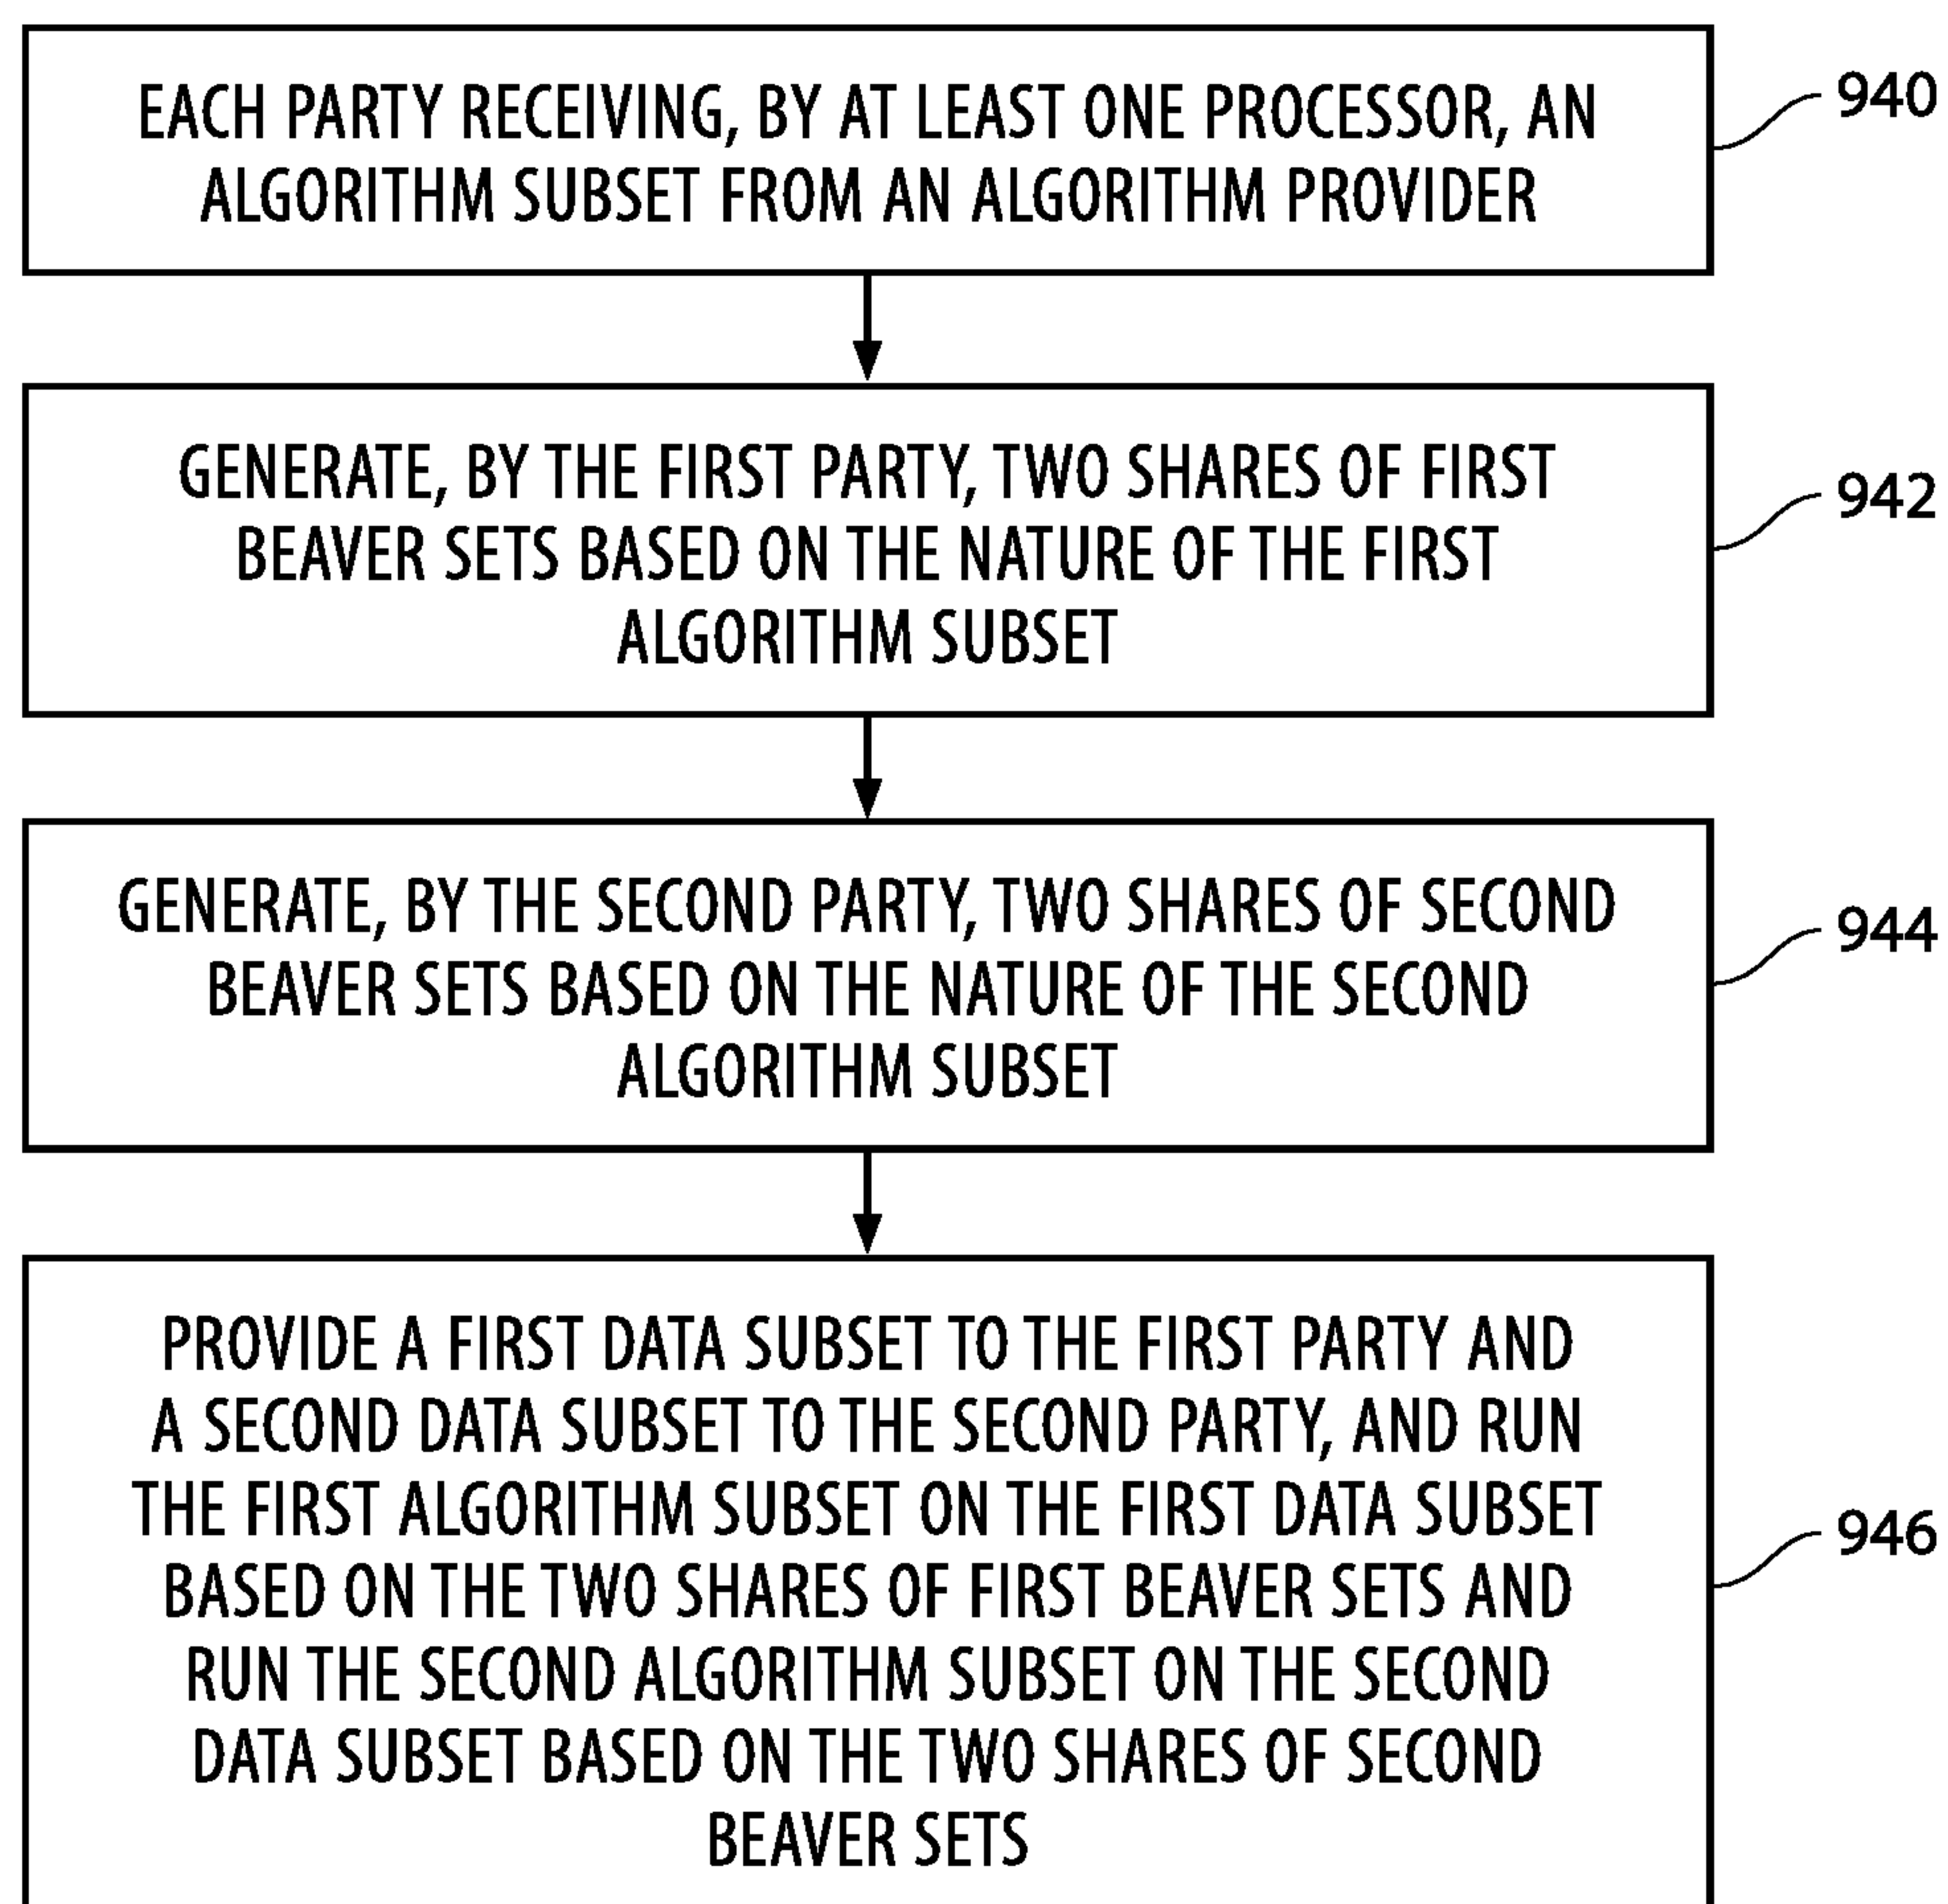 EACH PARTY RECEIVING, BY AT LEAST ONE PROCESSOR, AN
ALGORITHM SUBSET FROM AN ALGORITHM PROVIDER
940
GENERATE, BY THE FIRST PARTY, TWO SHARES OF FIRST
BEAVER SETS BASED ON THE NATURE OF THE FIRST
ALGORITHM SUBSET
942
GENERATE, BY THE SECOND PARTY, TWO SHARES OF SECOND
BEAVER SETS BASED ON THE NATURE OF THE SECOND
ALGORITHM SUBSET
944
PROVIDE A FIRST DATA SUBSET TO THE FIRST PARTY AND
A SECOND DATA SUBSET TO THE SECOND PARTY, AND RUN
THE FIRST ALGORITHM SUBSET ON THE FIRST DATA SUBSET
BASED ON THE TWO SHARES OF FIRST BEAVER SETS AND
RUN THE SECOND ALGORITHM SUBSET ON THE SECOND
DATA SUBSET BASED ON THE TWO SHARES OF SECOND
BEAVER SETS
946